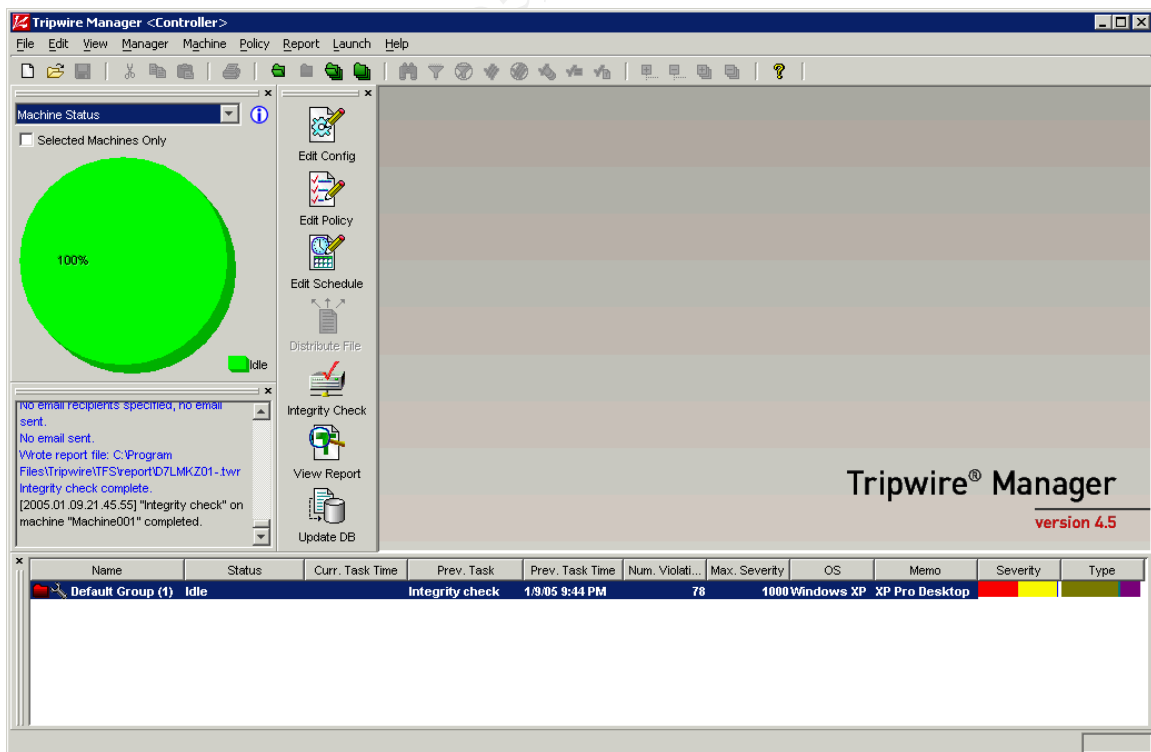 Tripwire Manager <Controller>
File Edit View Manager Machine Policy Report Launch Help
Machine Status
Selected Machines Only
100%
Idle
No email recipients specified, no email
sent.
No email sent.
Wrote report file: C:\Program
Files\Tripwire\TFS\report\D7LMKZ01-.twr
Integrity check complete.
[2005.01.09.21.45.55] "Integrity check" on
machine "Machine001" completed.
Edit Config
Edit Policy
Edit Schedule
Distribute File
Integrity Check
View Report
Update DB
Tripwire® Manager
version 4.5
Name Status Curr. Task Time Prev. Task Prev. Task Time Num. Violati... Max. Severity OS Memo Severity Type
Default Group (1) Idle Integrity check 1/9/05 9:44 PM 78 1000 Windows XP XP Pro Desktop